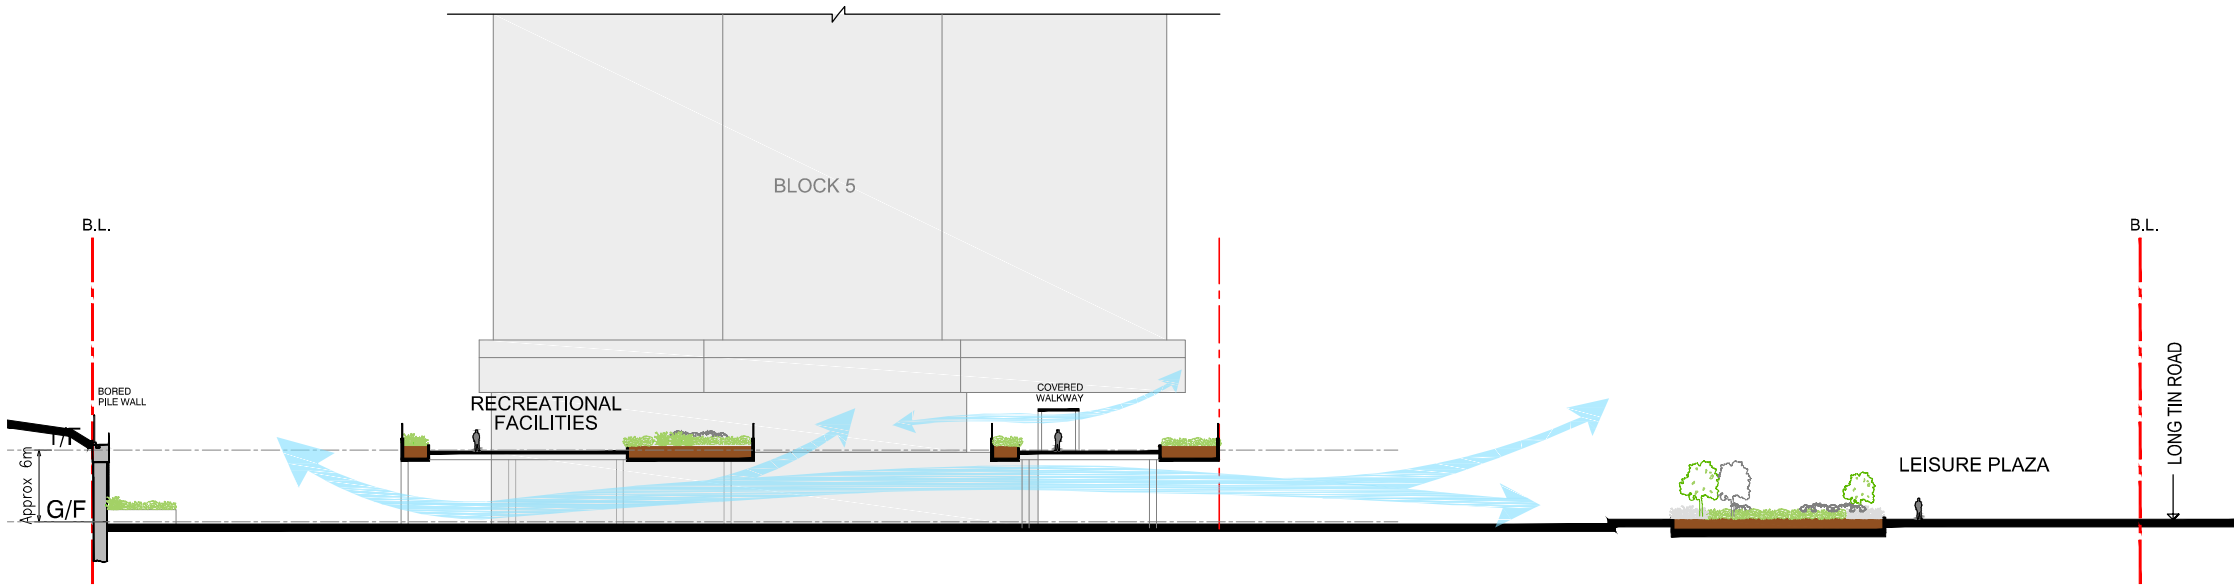 BLOCK 5
B.L.
B.L.
BORED
PILE WALL
RECREATIONAL
FACILITIES
COVERED
WALKWAY
1/F
Approx 6m
G/F
LEISURE PLAZA
LONG TIN ROAD